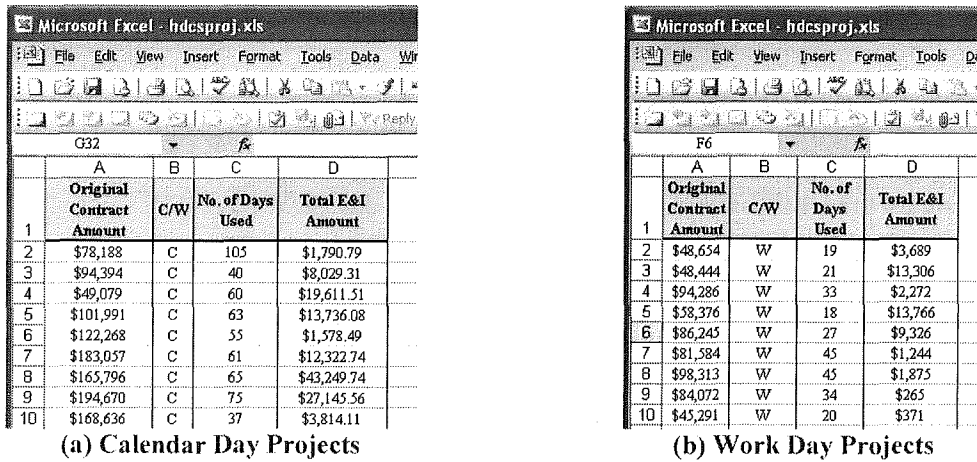 Microsoft Excel - hdcsproj.xls
File Edit View Insert Format Tools Data
G32 fx
A B C D
1 Original Contract Amount C/W No. of Days Used Total E&I Amount
2 $78,188 C 105 $1,790.79
3 $94,394 C 40 $8,029.31
4 $49,079 C 60 $19,611.51
5 $101,991 C 63 $13,736.08
6 $122,268 C 55 $1,578.49
7 $183,057 C 61 $12,322.74
8 $165,796 C 65 $43,249.74
9 $194,670 C 75 $27,145.56
10 $168,636 C 37 $3,814.11
(a) Calendar Day Projects
Microsoft Excel - hdcsproj.xls
File Edit View Insert Format Tools
F6 fx
A B C D
1 Original Contract Amount C/W No. of Days Used Total E&I Amount
2 $48,654 W 19 $3,689
3 $48,444 W 21 $13,306
4 $94,286 W 33 $2,272
5 $58,376 W 18 $13,766
6 $86,245 W 27 $9,326
7 $81,584 W 45 $1,244
8 $98,313 W 45 $1,875
9 $84,072 W 34 $265
10 $45,291 W 20 $371
(b) Work Day Projects